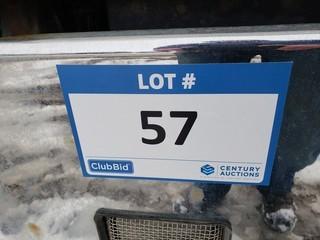 LOT #
57
ClubBid
CENTURY
AUCTIONS